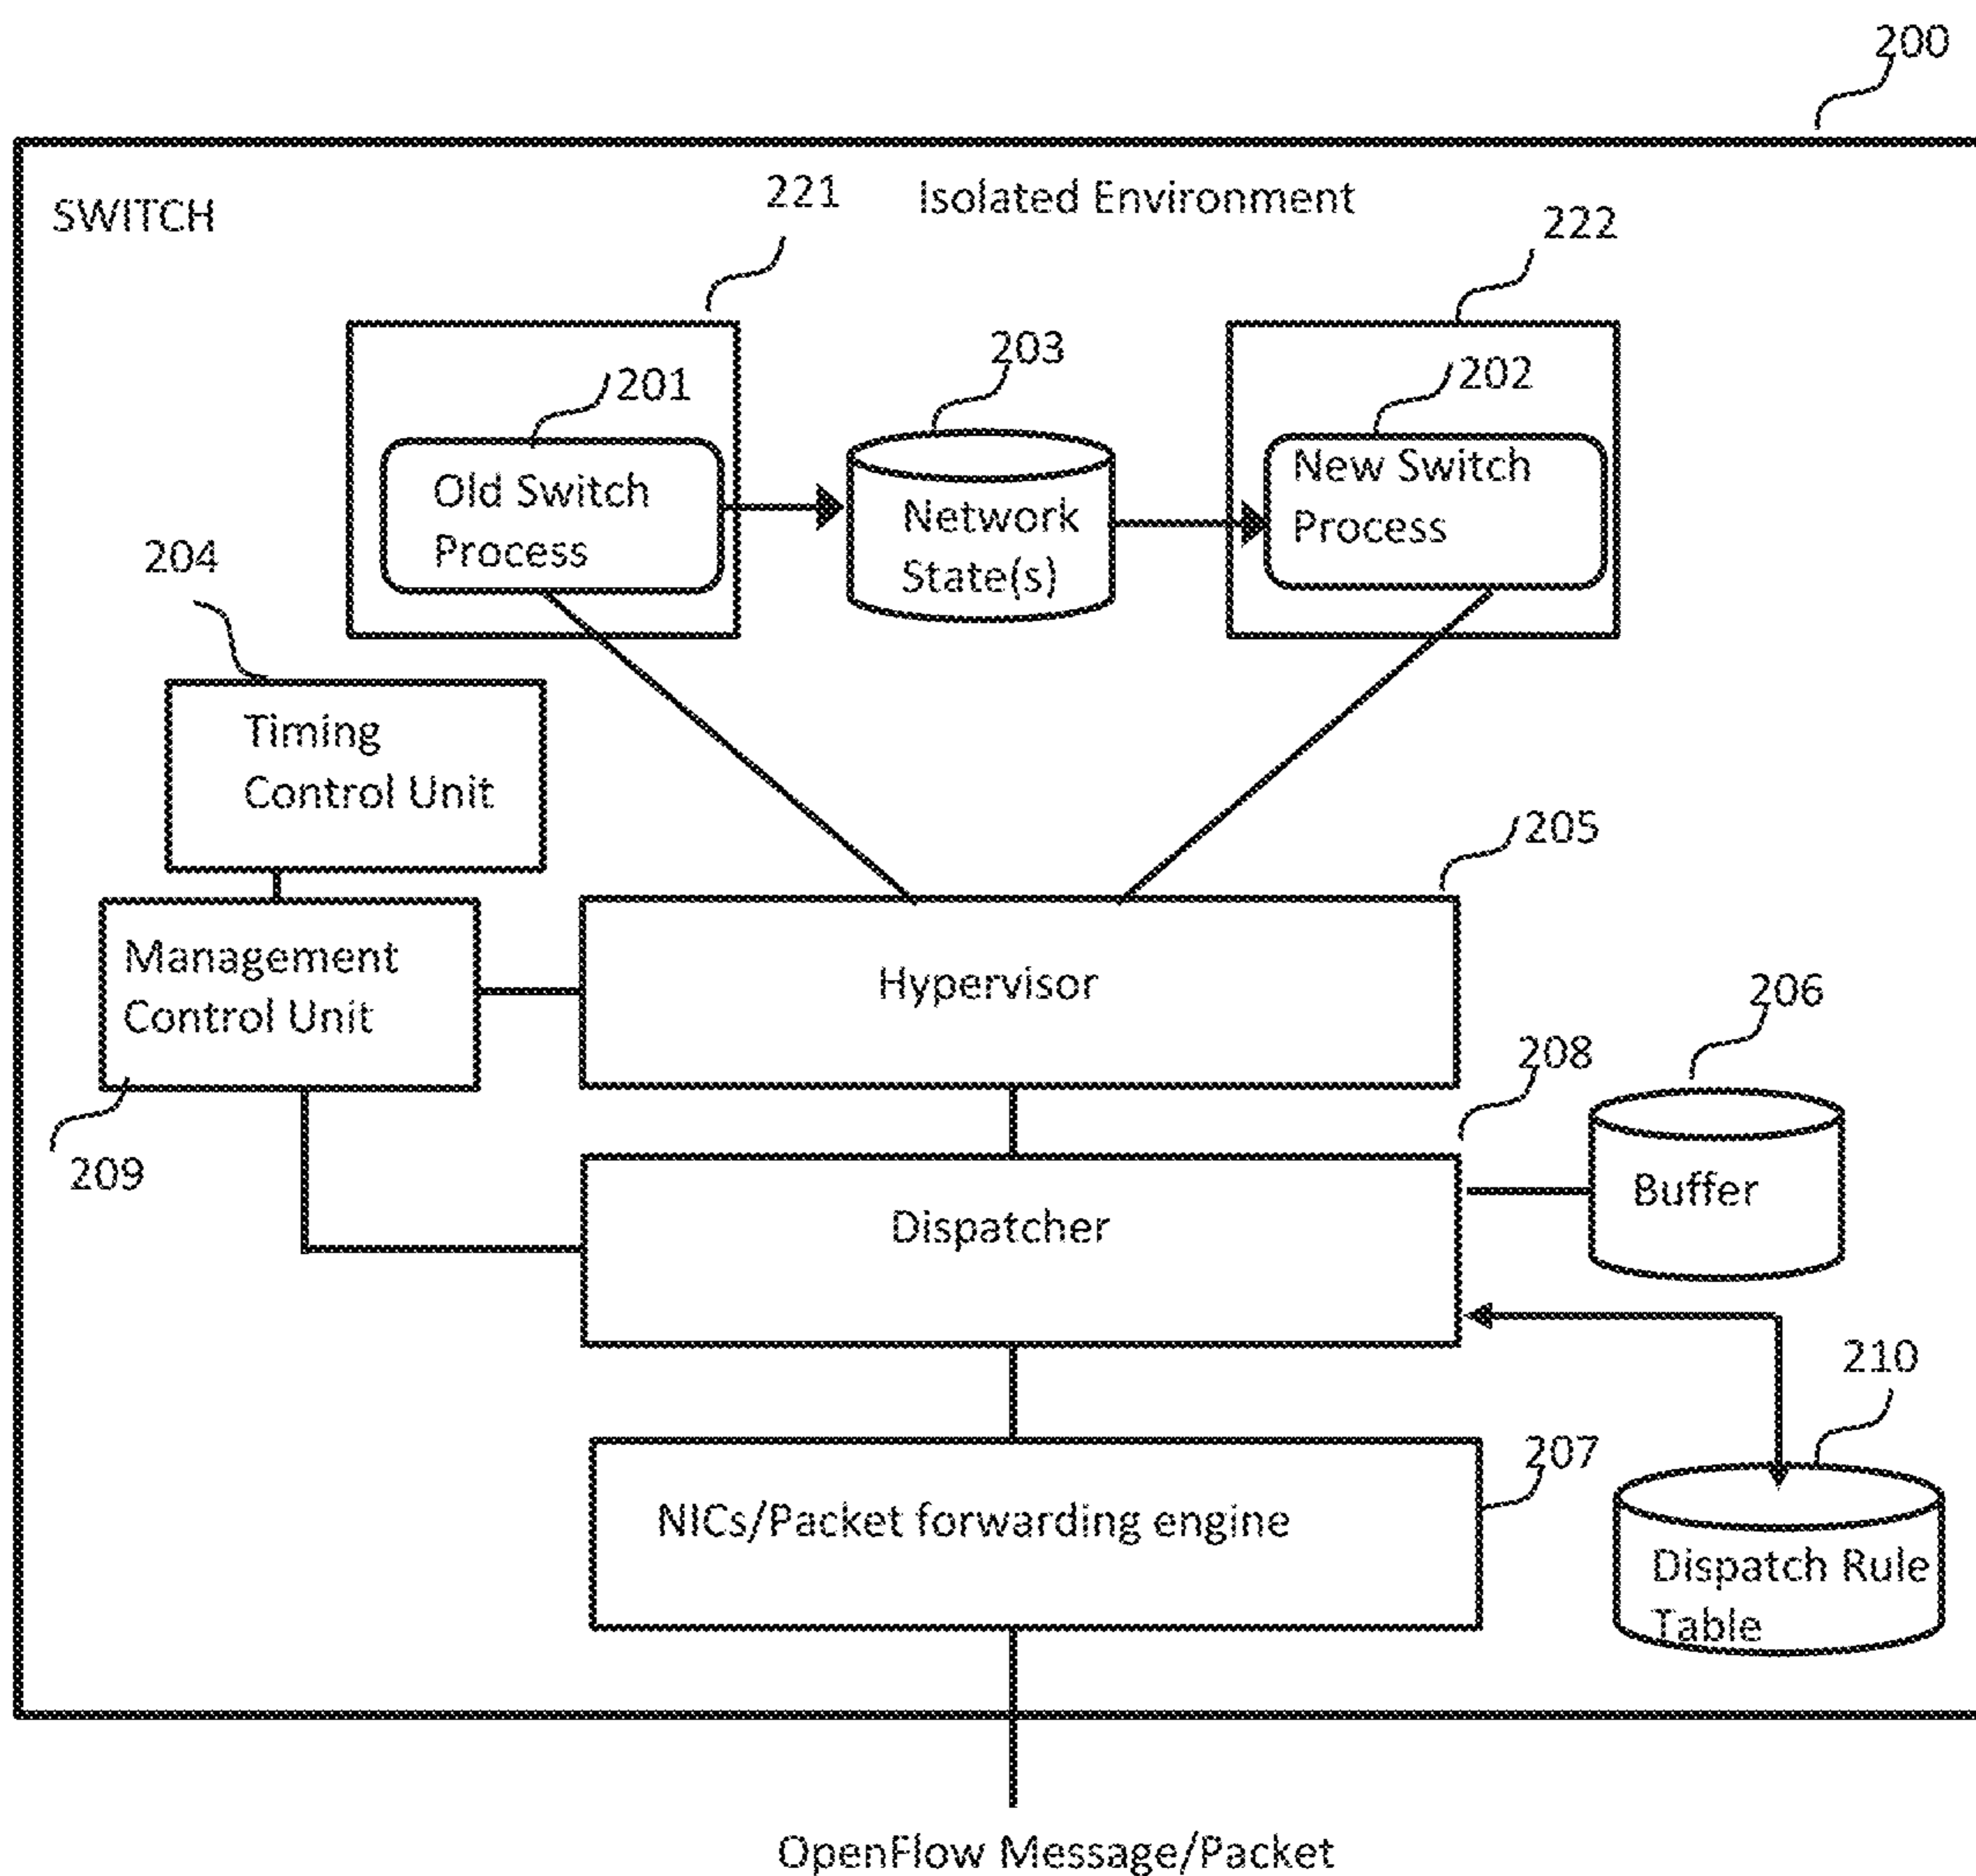 200
SWITCH
221
Isolated Environment
222
203
201
202
Old Switch
Process
Network
State(s)
New Switch
Process
204
Timing
Control Unit
205
Management
Control Unit
Hypervisor
206
208
209
Buffer
Dispatcher
210
207
NICs/Packet forwarding engine
Dispatch Rule
Table
OpenFlow Message/Packet